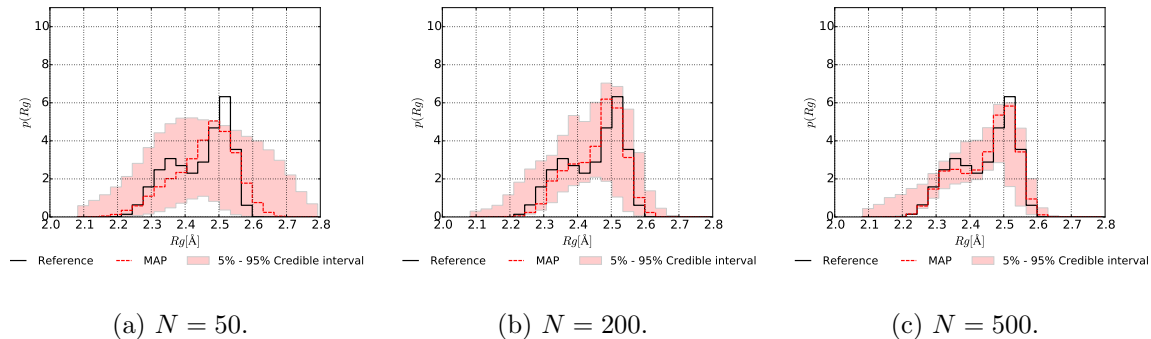 10
8
6
4
2
0
p(Rg)
2.0 2.1 2.2 2.3 2.4 2.5 2.6 2.7 2.8
Rg[Å]
Reference MAP 5% - 95% Credible interval
(a) N = 50.
10
8
6
4
2
0
p(Rg)
2.0 2.1 2.2 2.3 2.4 2.5 2.6 2.7 2.8
Rg[Å]
Reference MAP 5% - 95% Credible interval
(b) N = 200.
10
8
6
4
2
0
p(Rg)
2.0 2.1 2.2 2.3 2.4 2.5 2.6 2.7 2.8
Rg[Å]
Reference MAP 5% - 95% Credible interval
(c) N = 500.